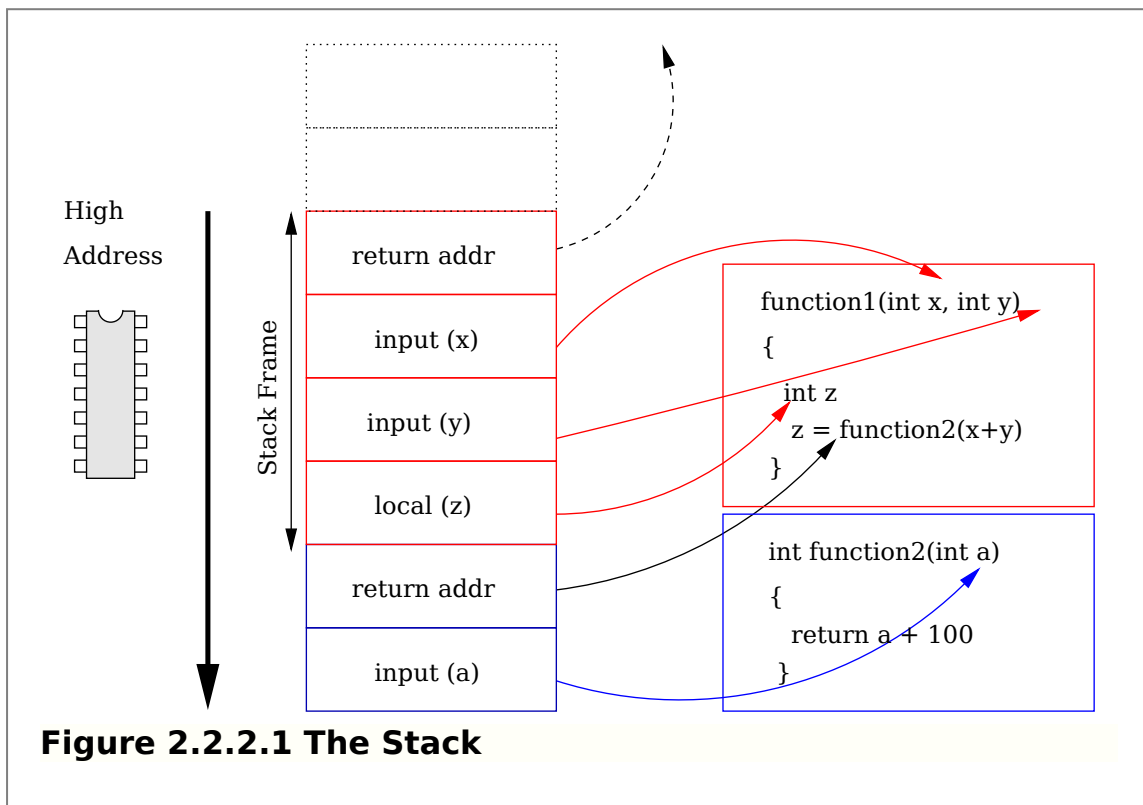 High
Address
Stack Frame
return addr
input (x)
input (y)
local (z)
return addr
input (a)
function1(int x, int y)
{
int z
z = function2(x+y)
}
int function2(int a)
{
return a + 100
}
Figure 2.2.2.1 The Stack